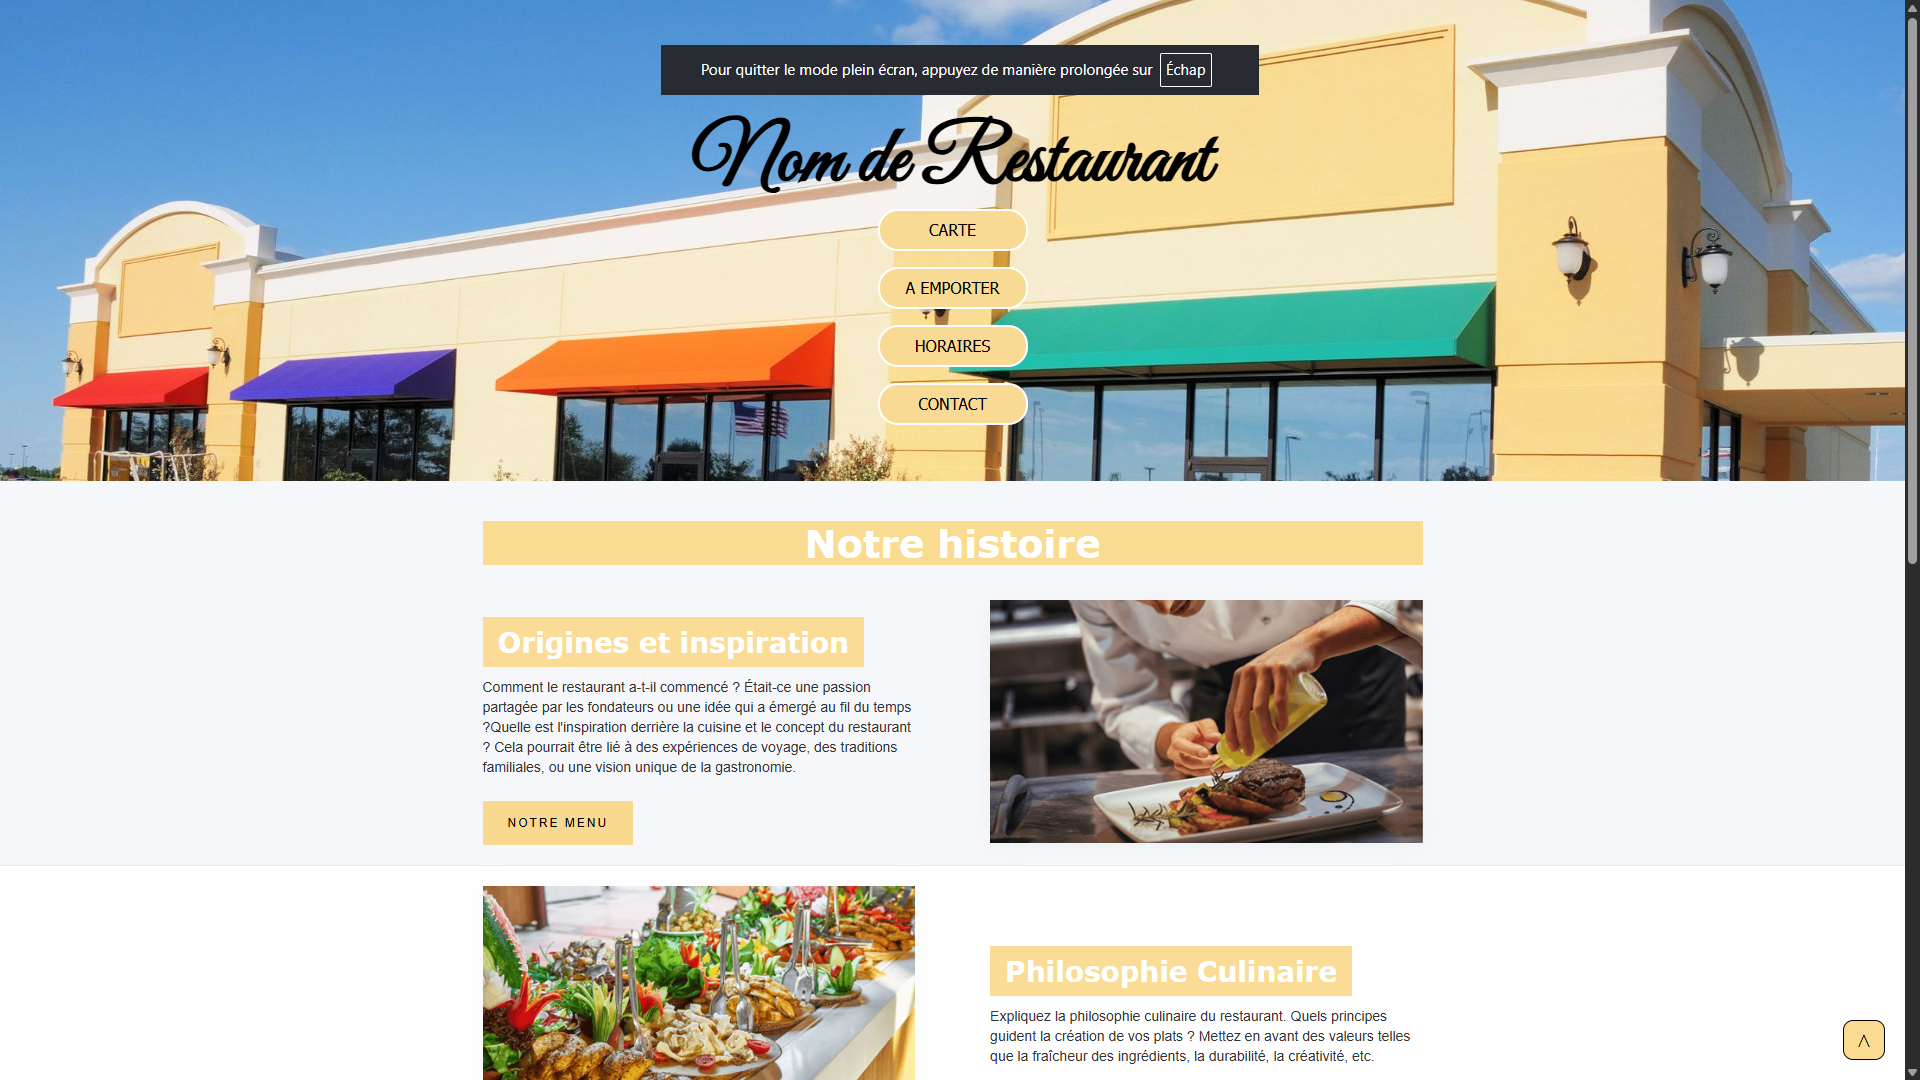 Pour quitter le mode plein écran, appuyez de manière prolongée sur Échap
Nom de Restaurant
CARTE
A EMPORTER
HORAIRES
CONTACT
Notre histoire
Origines et inspiration
Comment le restaurant a-t-il commencé ? Était-ce une passion
partagée par les fondateurs ou une idée qui a émergé au fil du temps
?Quelle est l'inspiration derrière la cuisine et le concept du restaurant
? Cela pourrait être lié à des expériences de voyage, des traditions
familiales, ou une vision unique de la gastronomie.
NOTRE MENU
Philosophie Culinaire
Expliquez la philosophie culinaire du restaurant. Quels principes
guident la création de vos plats ? Mettez en avant des valeurs telles
que la fraîcheur des ingrédients, la durabilité, la créativité, etc.